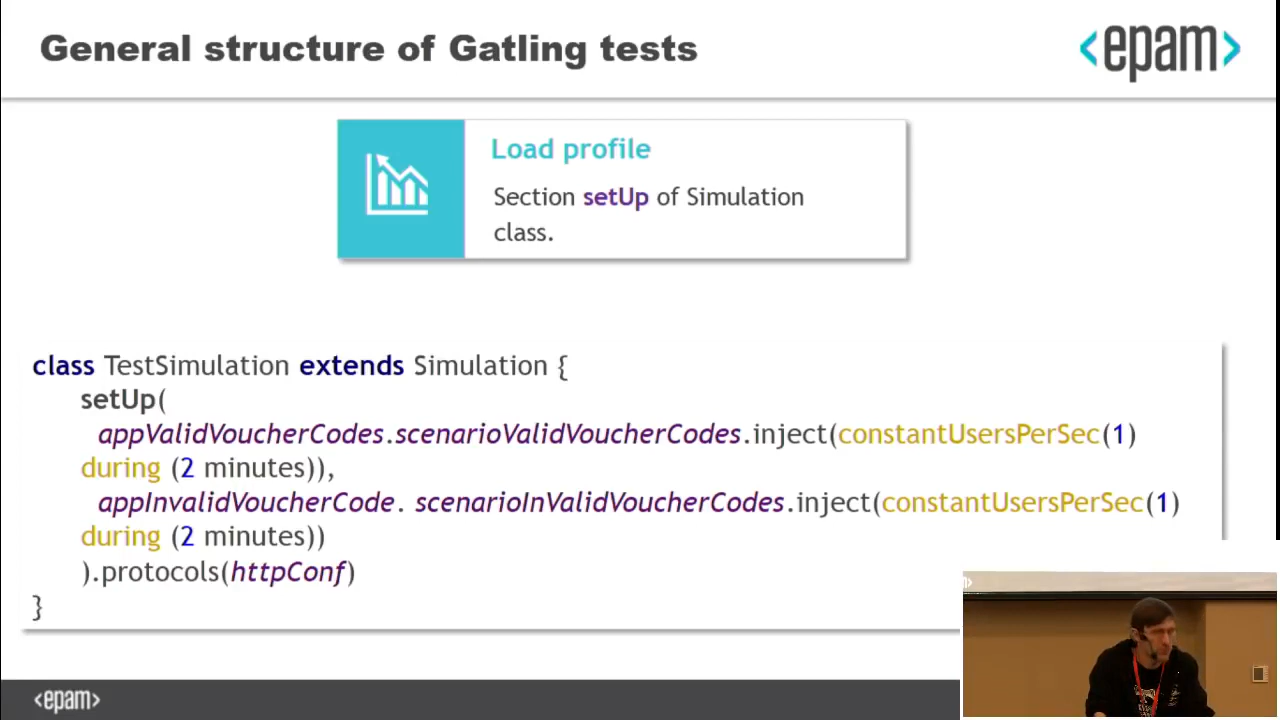 General structure of Gatling tests
<epam>
Load profile
Section setUp of Simulation
class.
class TestSimulation extends Simulation {
setUp(
appValidVoucherCodes.scenarioValidVoucherCodes.inject(constantUsersPerSec(1)
during (2 minutes)),
appInvalidVoucherCode. scenarioInValidVoucherCodes.inject(constantUsersPerSec(1)
during (2 minutes))
).protocols(httpConf)
}
<epam>